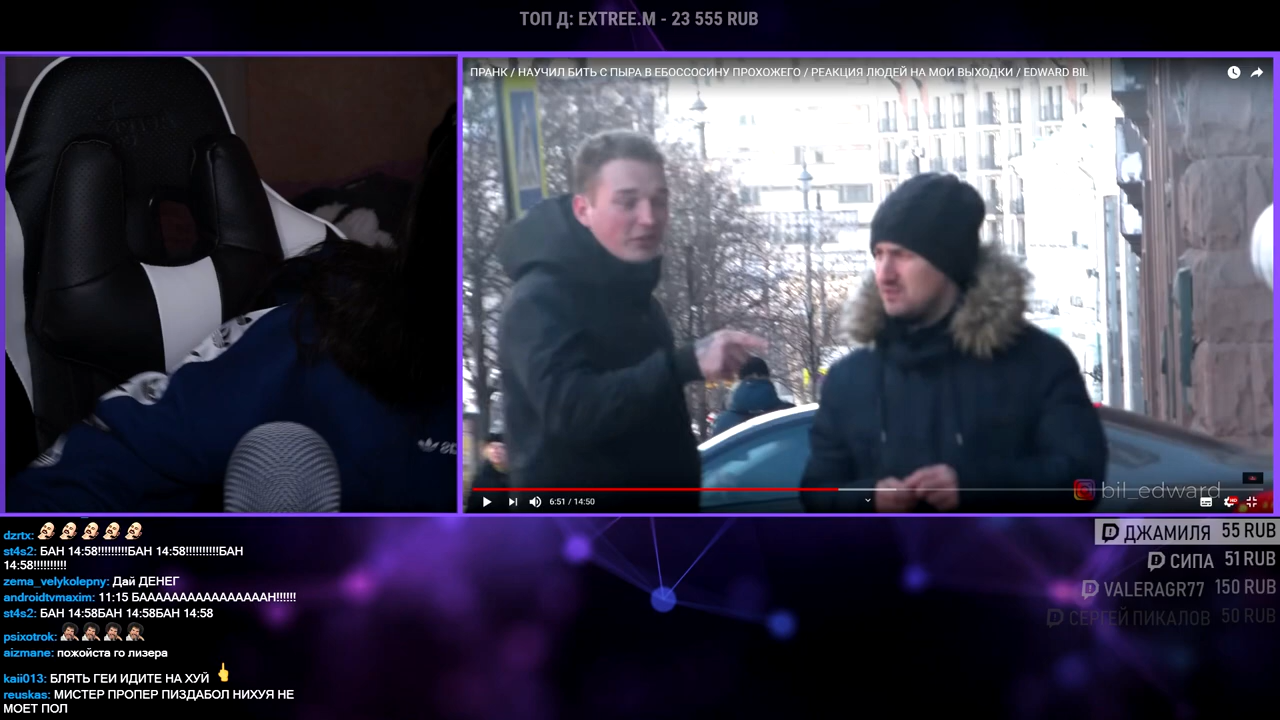 ТОП Д: EXTREE.M - 23 555 RUB
ПРАНК / НАУЧИЛ БИТЬ С ПЫРА В ЕБОССОСИНУ ПРОХОЖЕГО / РЕАКЦИЯ ЛЮДЕЙ НА МОИ ВЫХОДКИ / EDWARD BIL
bil_edward
6:51 / 14:50
HD
dzrtx:
st4s2: БАН 14:58!!!!!!!!!БАН 14:58!!!!!!!!!!БАН
14:58!!!!!!!!!!
zema_velykolepny: Дай ДЕНЕГ
androidtvmaxim: 11:15 БААААААААААААААААН!!!!!!
st4s2: БАН 14:58БАН 14:58БАН 14:58
psixotrok:
aizmane: пожойста го лизера
kaii013: БЛЯТЬ ГЕИ ИДИТЕ НА ХУЙ
reuskas: МИСТЕР ПРОПЕР ПИЗДАБОЛ НИХУЯ НЕ
МОЕТ ПОЛ
ДЖАМИЛЯ 55 RUB
СИПА 51 RUB
VALERAGR77 150 RUB
СЕРГЕЙ ПИКАЛОВ 50 RUB